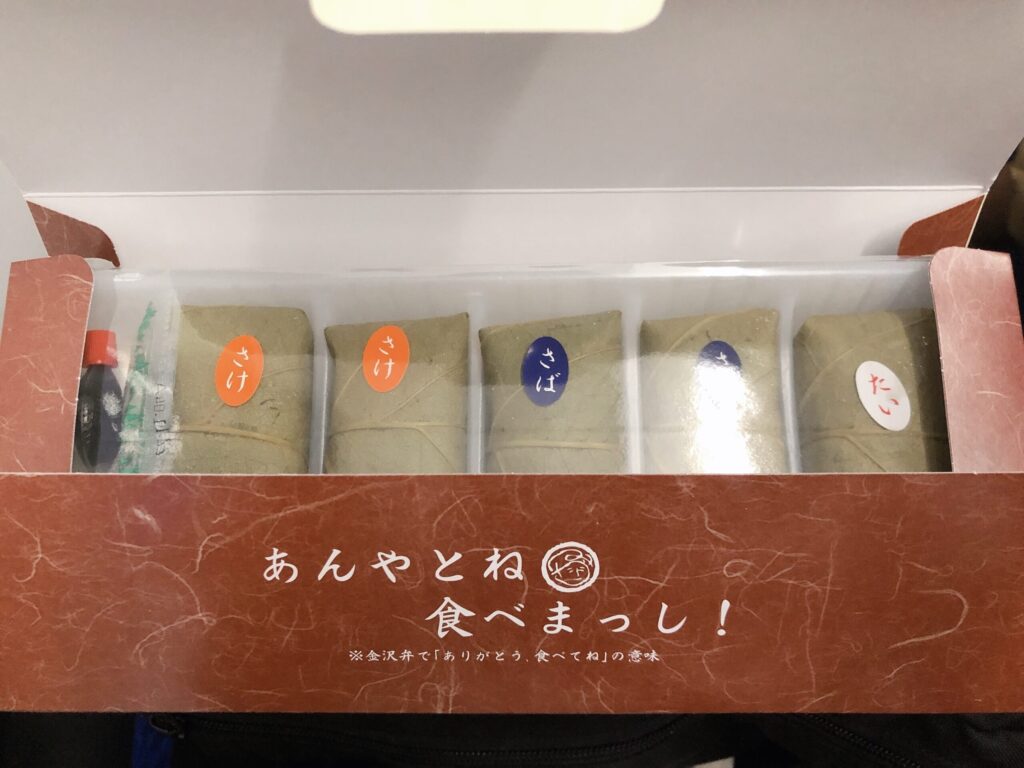 さけ
さけ
さば
さ
たい
あんやとね
食べまっし！
※金沢弁で「ありがとう、食べてね」の意味